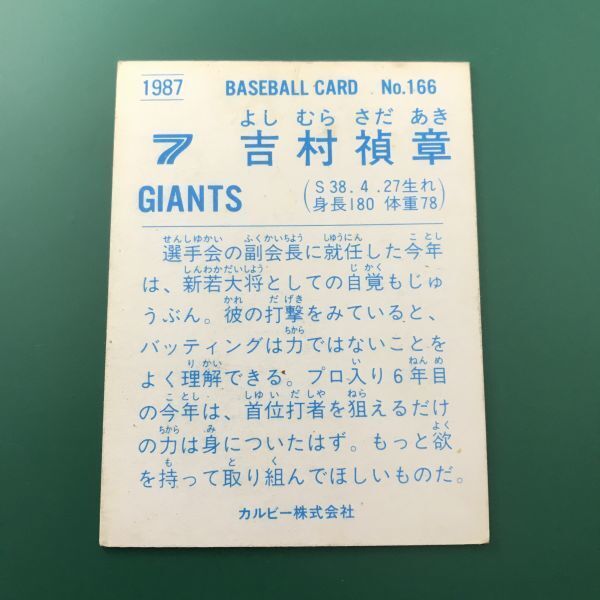 1987 BASEBALL CARD No.166
よし むら さだ あき
7 吉村禎章
GIANTS (S38.4.27生れ
身長180 体重78)
せんしゆかい ふくかいちよう しゆうにん ことし
選手会の副会長に就任した今年
しんわかだいしよう じかく
は、新若大将としての自覚もじゅ
かれ だげき
うぶん。彼の打撃をみていると、
ちから
バッティングは力ではないことを
りかい い ねんめ
よく理解できる。プロ入り6年目
ことし しゆいだしや ねら
の今年は、首位打者を狙えるだけ
ちから み よく
の力は身についたはず。もっと欲
も とく
を持って取り組んでほしいものだ。
カルビー株式会社